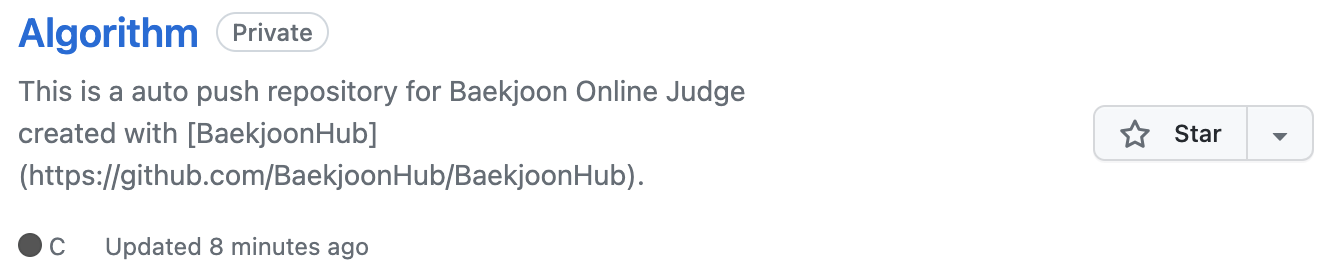 Algorithm Private
This is a auto push repository for Baekjoon Online Judge
created with [BaekjoonHub]
(https://github.com/BaekjoonHub/BaekjoonHub).
Star
C Updated 8 minutes ago